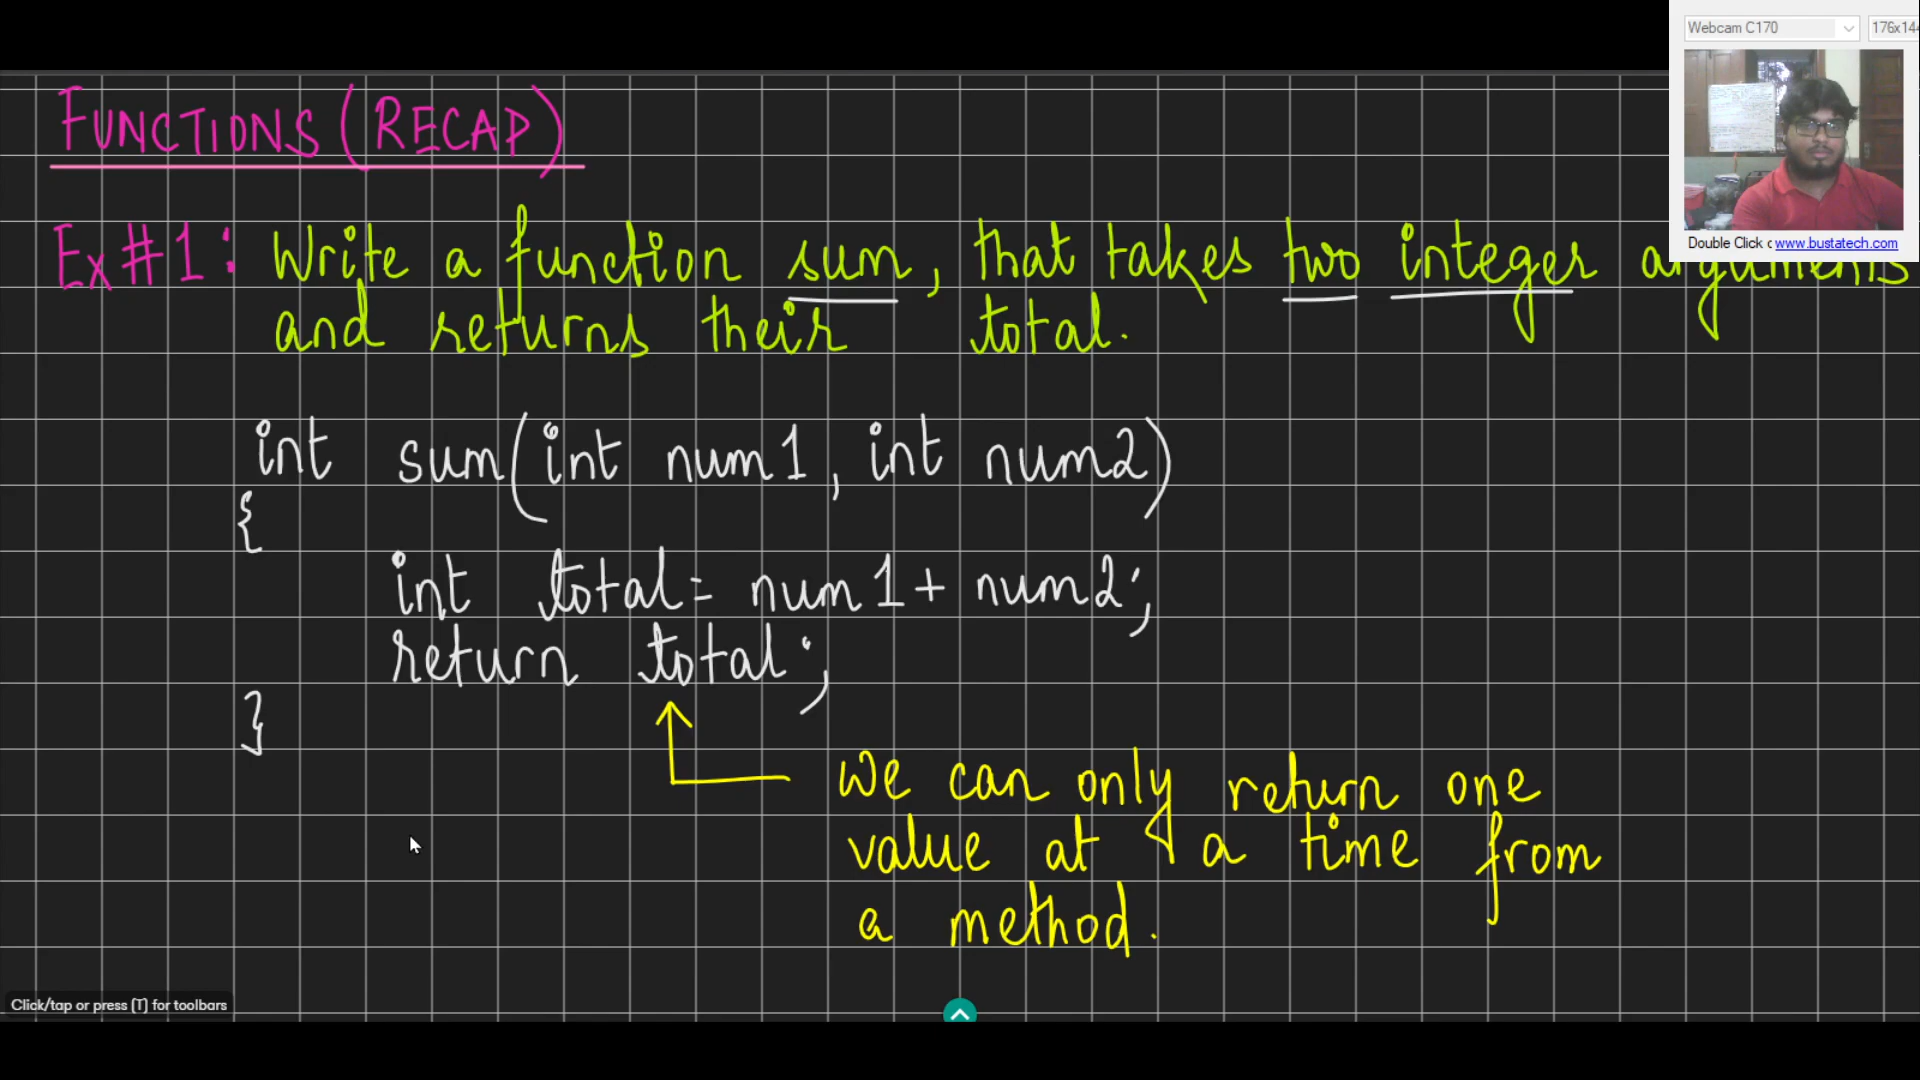 Webcam C170
176x144
FUNCTIONS (RECAP)
Double Click www.bustatech.com
Ex#1: Write a function sum, that takes two integer arguments
and returns their total.
int sum(int num1, int num2)
{
int total = num1 + num2;
return total;
}
We can only return one
value at a time from
a method.
Click/tap or press (T) for toolbars